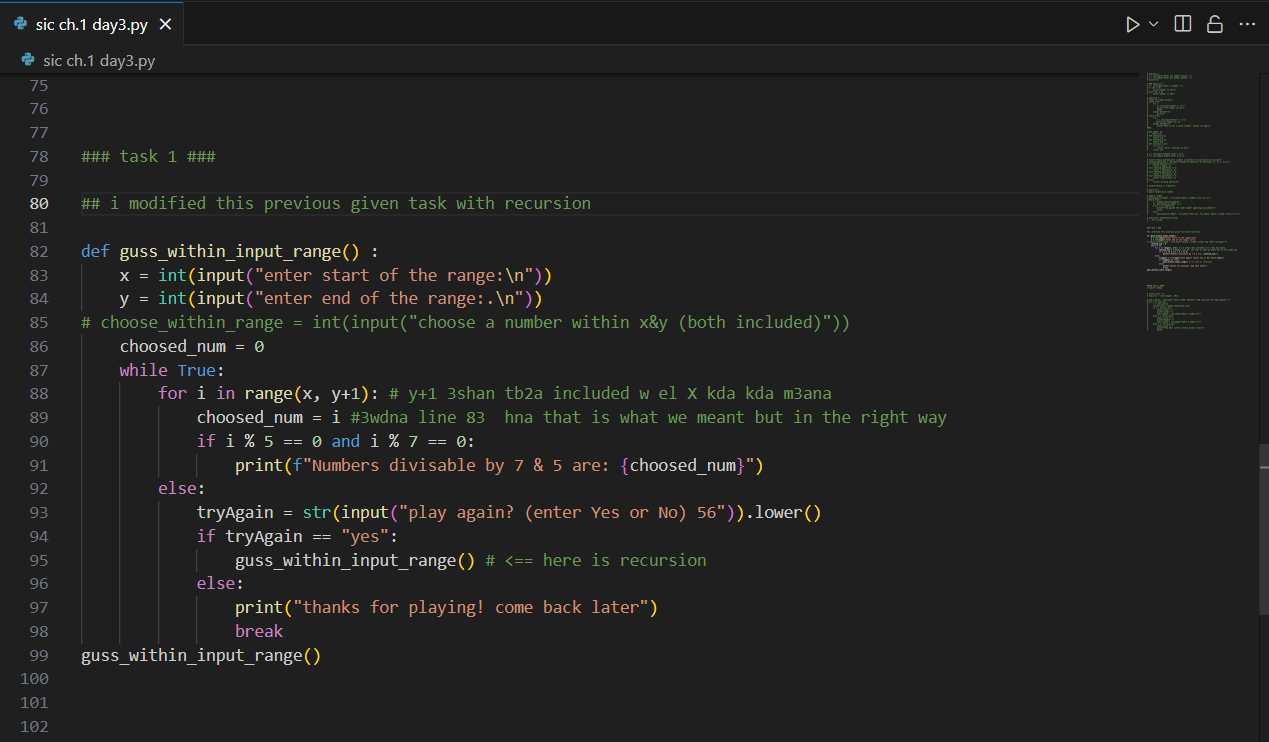 sic ch.1 day3.py
sic ch.1 day3.py
75
76
77
78 ### task 1 ###
79
80 ## i modified this previous given task with recursion
81
82 def guss_within_input_range() :
83     x = int(input("enter start of the range:\n"))
84     y = int(input("enter end of the range:.\n"))
85 # choose_within_range = int(input("choose a number within x&y (both included)"))
86     choosed_num = 0
87     while True:
88         for i in range(x, y+1): # y+1 3shan tb2a included w el X kda kda m3ana
89             choosed_num = i #3wdna line 83  hna that is what we meant but in the right way
90             if i % 5 == 0 and i % 7 == 0:
91                 print(f"Numbers divisable by 7 & 5 are: {choosed_num}")
92         else:
93             tryAgain = str(input("play again? (enter Yes or No) 56")).lower()
94             if tryAgain == "yes":
95                 guss_within_input_range() # <== here is recursion
96             else:
97                 print("thanks for playing! come back later")
98                 break
99 guss_within_input_range()
100
101
102